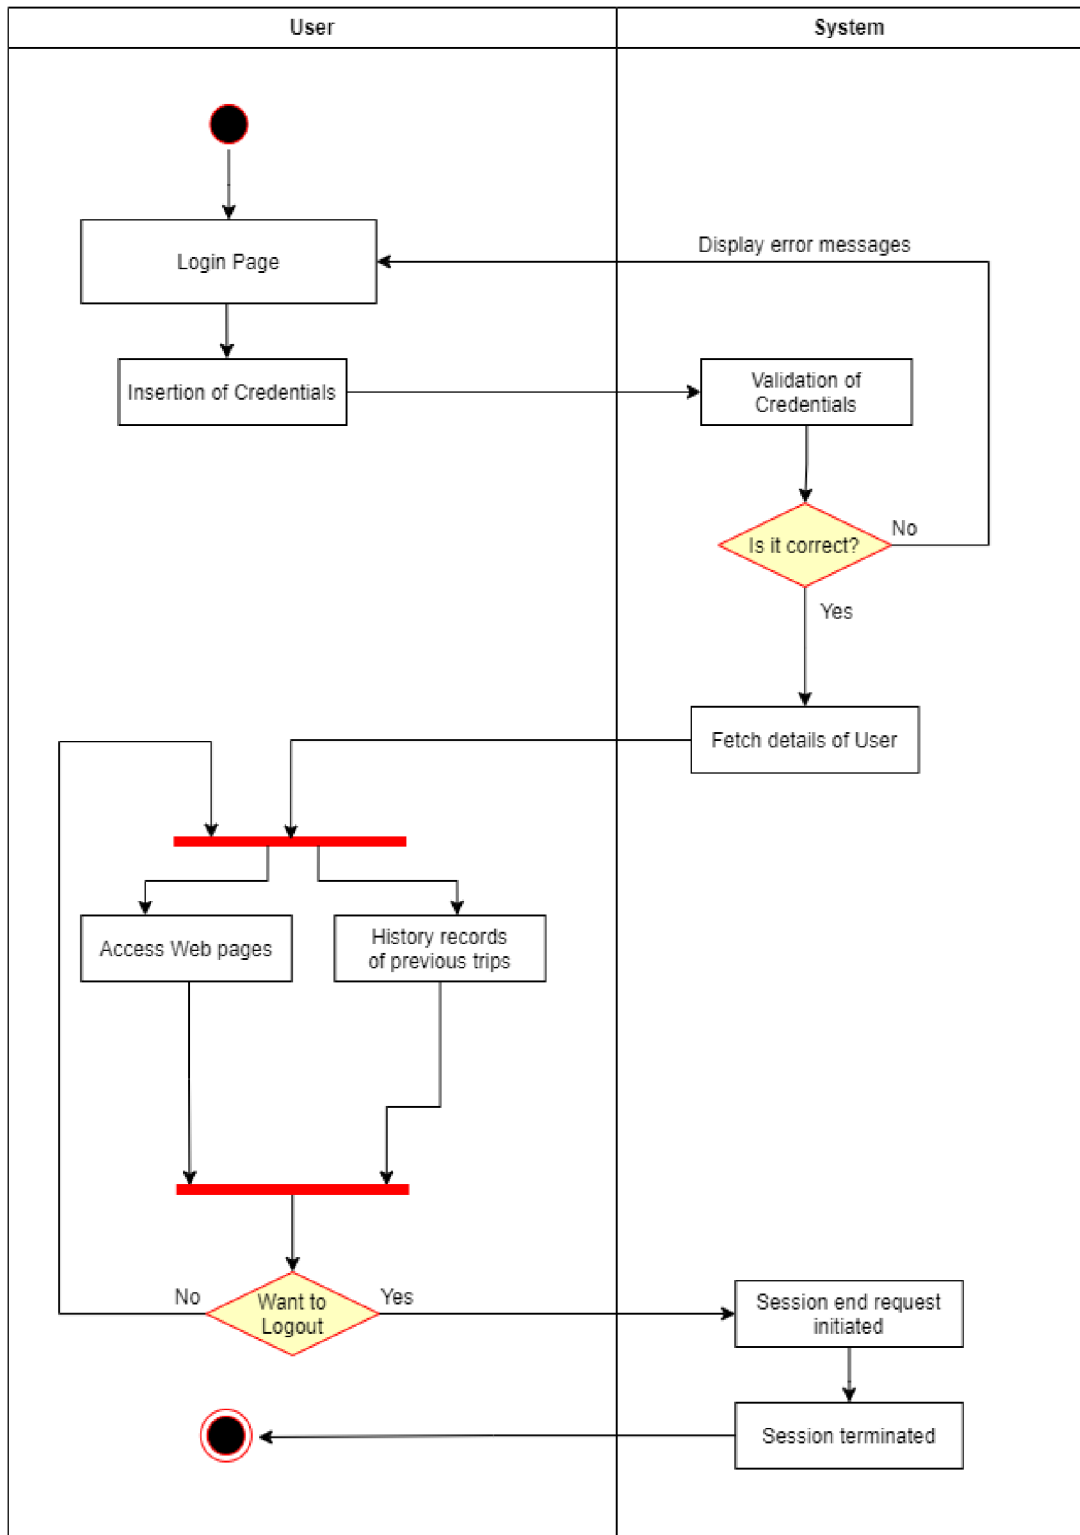 User
System
Login Page
Display error messages
Insertion of Credentials
Validation of
Credentials
Is it correct?
No
Yes
Fetch details of User
Access Web pages
History records
of previous trips
No
Want to
Logout
Yes
Session end request
initiated
Session terminated